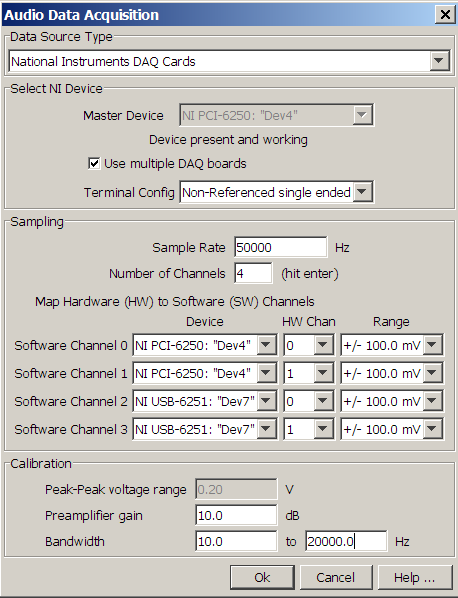 Audio Data Acquisition
Data Source Type
National Instruments DAQ Cards
Select NI Device
Master Device NI PCI-6250: "Dev4"
Device present and working
Use multiple DAQ boards
Terminal Config Non-Referenced single ended
Sampling
Sample Rate 50000 Hz
Number of Channels 4 (hit enter)
Map Hardware (HW) to Software (SW) Channels
Device HW Chan Range
Software Channel 0 NI PCI-6250: "Dev4" 0 +/- 100.0 mV
Software Channel 1 NI PCI-6250: "Dev4" 1 +/- 100.0 mV
Software Channel 2 NI USB-6251: "Dev7" 0 +/- 100.0 mV
Software Channel 3 NI USB-6251: "Dev7" 1 +/- 100.0 mV
Calibration
Peak-Peak voltage range 0.20 V
Preamplifier gain 10.0 dB
Bandwidth 10.0 to 20000.0 Hz
Ok Cancel Help ...